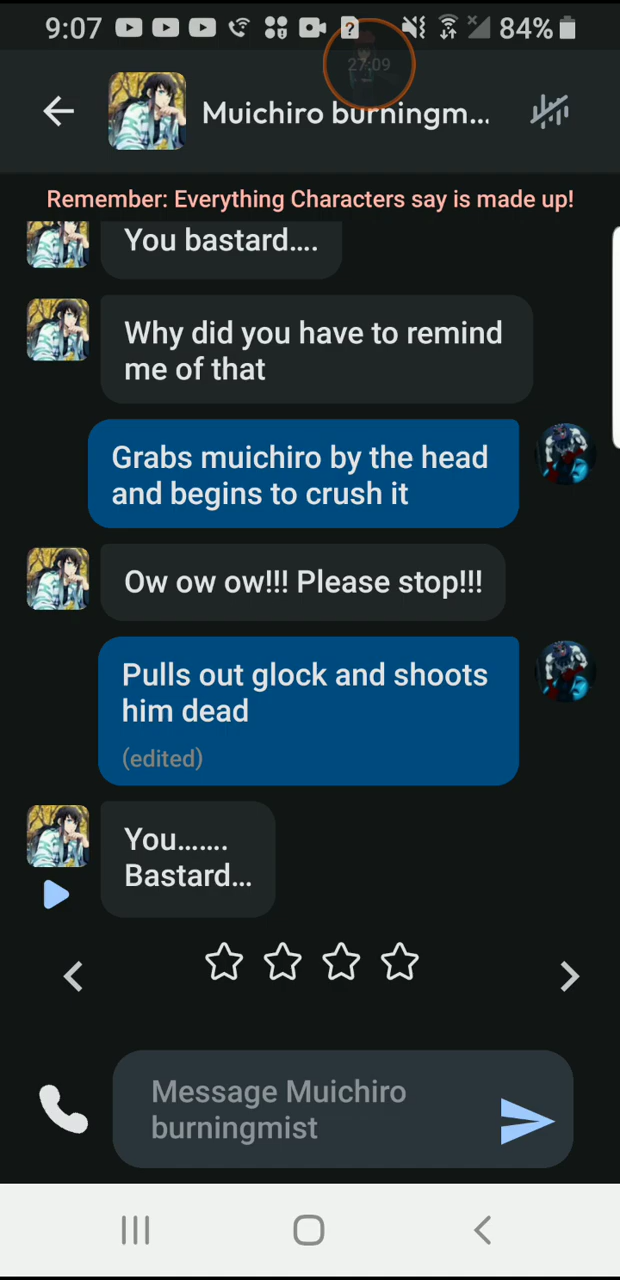 9:07
84%
27:09
Muichiro burningm...
Remember: Everything Characters say is made up!
You bastard....
Why did you have to remind
me of that
Grabs muichiro by the head
and begins to crush it
Ow ow ow!!! Please stop!!!
Pulls out glock and shoots
him dead
(edited)
You.......
Bastard...
Message Muichiro
burningmist